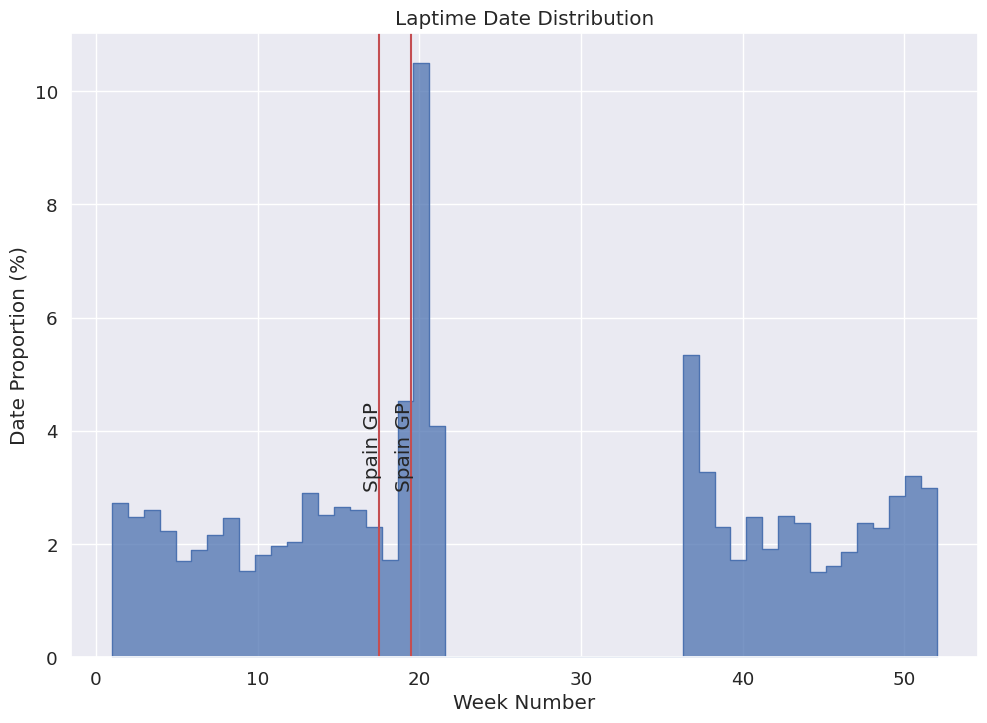 Laptime Date Distribution
Date Proportion (%)
10
8
6
4
2
0
Spain GP
Spain GP
0 10 20 30 40 50
Week Number